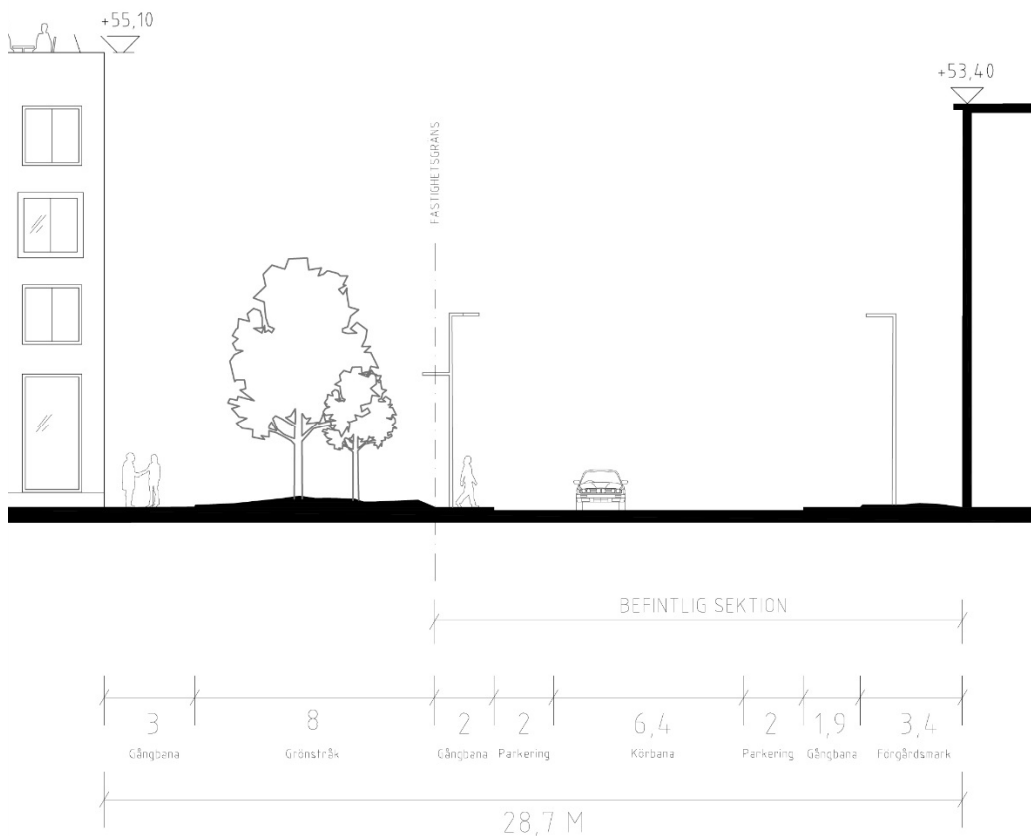 +55,10
+53,40
FASTIGHETSGRÄNS
BEFINTLIG SEKTION
3 8 2 2 6,4 2 1,9 3,4
Gångbana Grönstråk Gångbana Parkering Körbana Parkering Gångbana Förgårdsmark
28,7 M